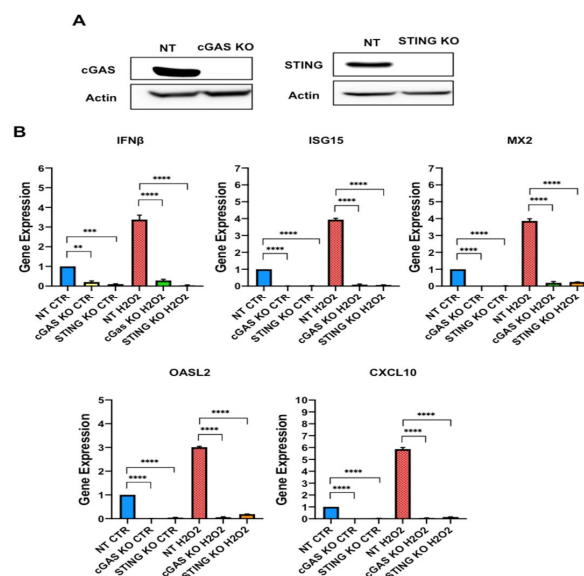 A
NT cGAS KO
cGAS
Actin
NT STING KO
STING
Actin
B
IFNβ
Gene Expression
6
5
4
3
2
1
0
**
***
****
****
NT CTR
cGAS KO CTR
STING KO CTR
NT H2O2
cGas KO H2O2
STING KO H2O2
ISG15
Gene Expression
7
6
5
4
3
2
1
0
****
****
****
****
NT CTR
cGAS KO CTR
STING KO CTR
NT H2O2
cGAS KO H2O2
STING KO H2O2
MX2
Gene Expression
7
6
5
4
3
2
1
0
****
****
****
****
NT CTR
cGAS KO CTR
STING KO CTR
NT H2O2
cGAS KO H2O2
STING KO H2O2
OASL2
Gene Expression
5
4
3
2
1
0
****
****
****
****
NT CTR
cGAS KO CTR
STING KO CTR
NT H2O2
cGAS KO H2O2
STING KO H2O2
CXCL10
Gene Expression
10
9
8
7
6
5
4
3
2
1
0
****
****
****
****
NT CTR
cGAS KO CTR
STING KO CTR
NT H2O2
cGAS KO H2O2
STING KO H2O2